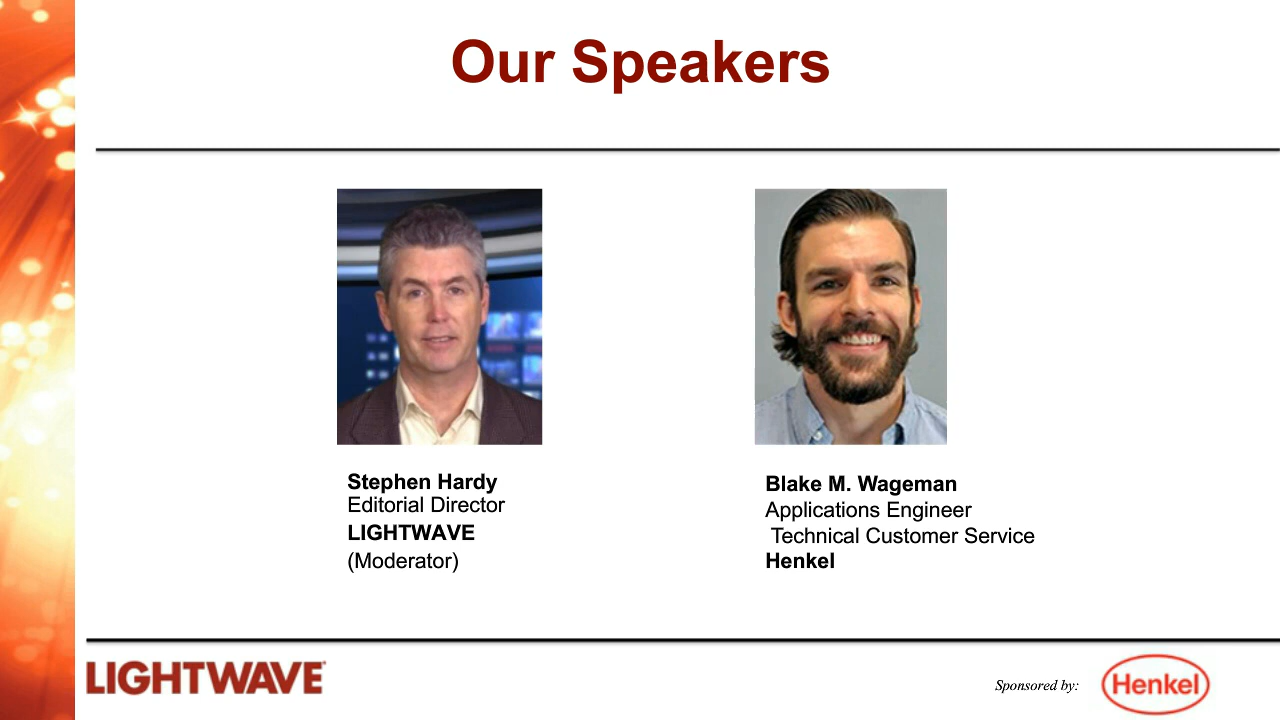 Our Speakers
Stephen Hardy
Editorial Director
LIGHTWAVE
(Moderator)
Blake M. Wageman
Applications Engineer
Technical Customer Service
Henkel
LIGHTWAVE
Sponsored by:
Henkel